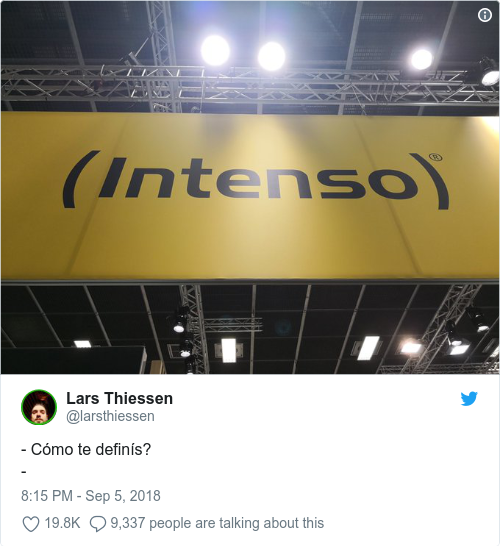 (Intenso)®
Lars Thiessen
@larsthiessen
- Cómo te definís?
-
8:15 PM - Sep 5, 2018
19.8K 9,337 people are talking about this